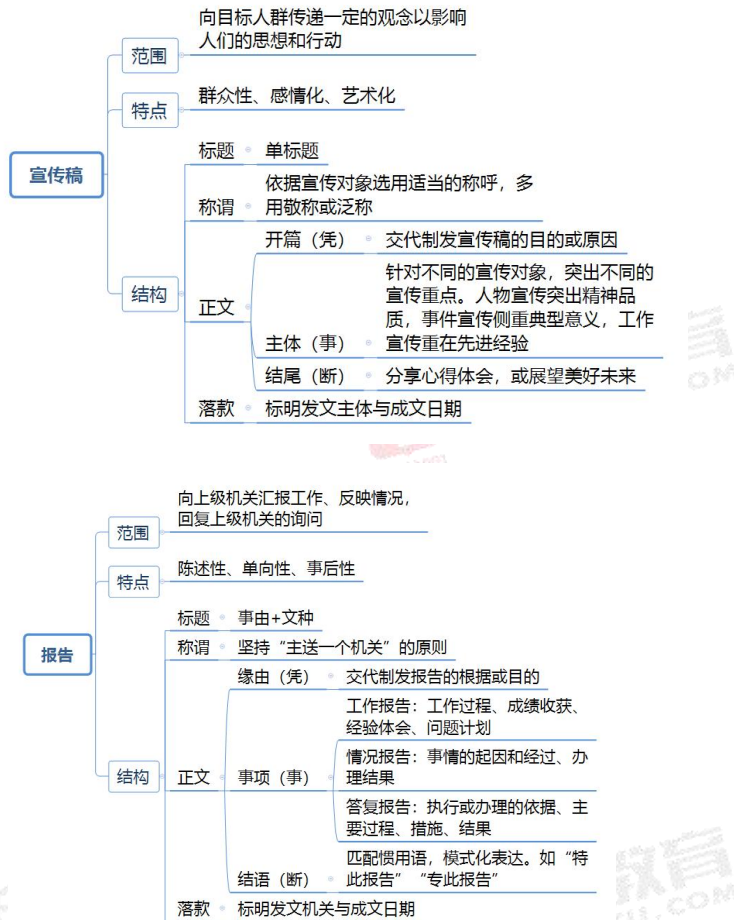 向目标人群传递一定的观念以影响
人们的思想和行动
范围
群众性、感情化、艺术化
特点
标题 单标题
宣传稿
依据宣传对象选用适当的称呼，多
用敬称或泛称
称谓
开篇（凭） 交代制发宣传稿的目的或原因
结构
正文
针对不同的宣传对象，突出不同的
宣传重点。人物宣传突出精神品
质，事件宣传侧重典型意义，工作
宣传重在先进经验
主体（事）
结尾（断） 分享心得体会，或展望美好未来
落款 标明发文主体与成文日期
向上级机关汇报工作、反映情况，
回复上级机关的询问
范围
陈述性、单向性、事后性
特点
标题 事由+文种
报告
称谓 坚持“主送一个机关”的原则
缘由（凭） 交代制发报告的根据或目的
工作报告：工作过程、成绩收获、
经验体会、问题计划
结构
正文
事项（事）
情况报告：事情的起因和经过、办
理结果
答复报告：执行或办理的依据、主
要过程、措施、结果
匹配惯用语，模式化表达。如“特
此报告”“专此报告”
结语（断）
落款 标明发文机关与成文日期